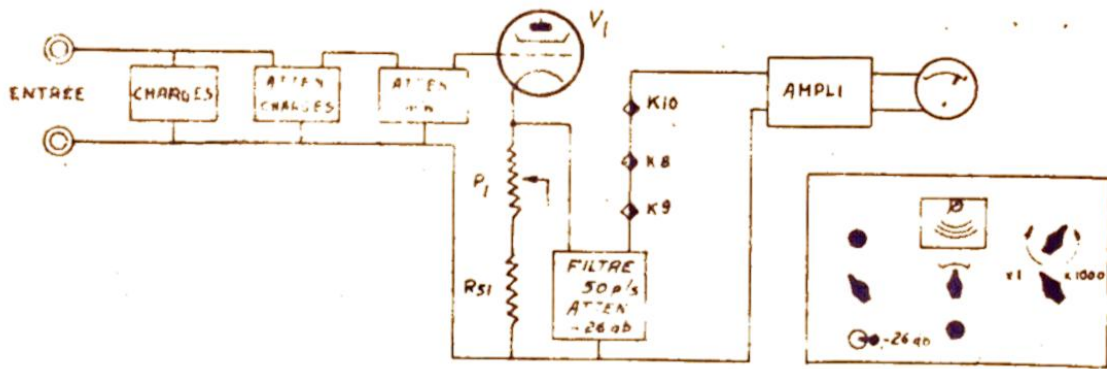 V1
ENTRÉE
CHARGES
ATTEN
CHARGES
ATTEN
P1
R51
K10
K8
K9
FILTRE
50 p/s
ATTEN
-26 db
AMPLI
x1
x1000
-26 db